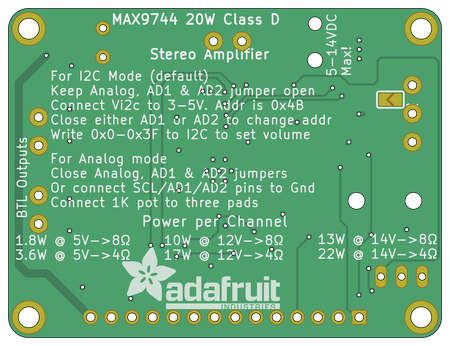 MAX9744 20W Class D
Stereo Amplifier
5-14VDC
Max!
For I2C Mode (default)
Keep Analog, AD1 & AD2 jumper open
Connect Vi2c to 3-5V. Addr is 0x4B
Close either AD1 or AD2 to change addr
Write 0x0-0x3F to I2C to set volume
For Analog mode
Close Analog, AD1 & AD2 jumpers
Or connect SCL/AD1/AD2 pins to Gnd
Connect 1K pot to three pads
BTL Outputs
Power per Channel
1.8W @ 5V->8Ω 10W @ 12V->8Ω 13W @ 14V->8Ω
3.6W @ 5V->4Ω 17W @ 12V->4Ω 22W @ 14V->4Ω
adafruit
INDUSTRIES